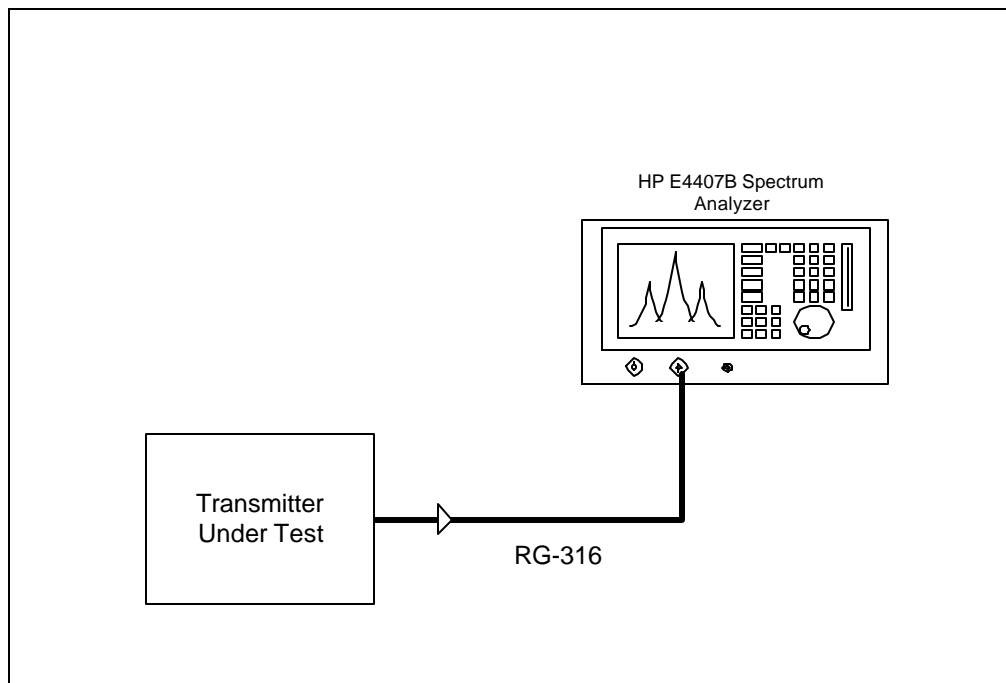 HP E4407B Spectrum
Analyzer
Transmitter
Under Test
RG-316